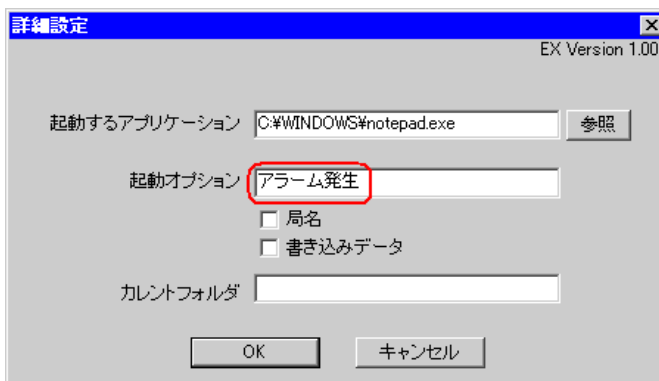 詳細設定
EX Version 1.00
起動するアプリケーション C:¥WINDOWS¥notepad.exe 参照
起動オプション アラーム発生
局名
書き込みデータ
カレントフォルダ
OK キャンセル